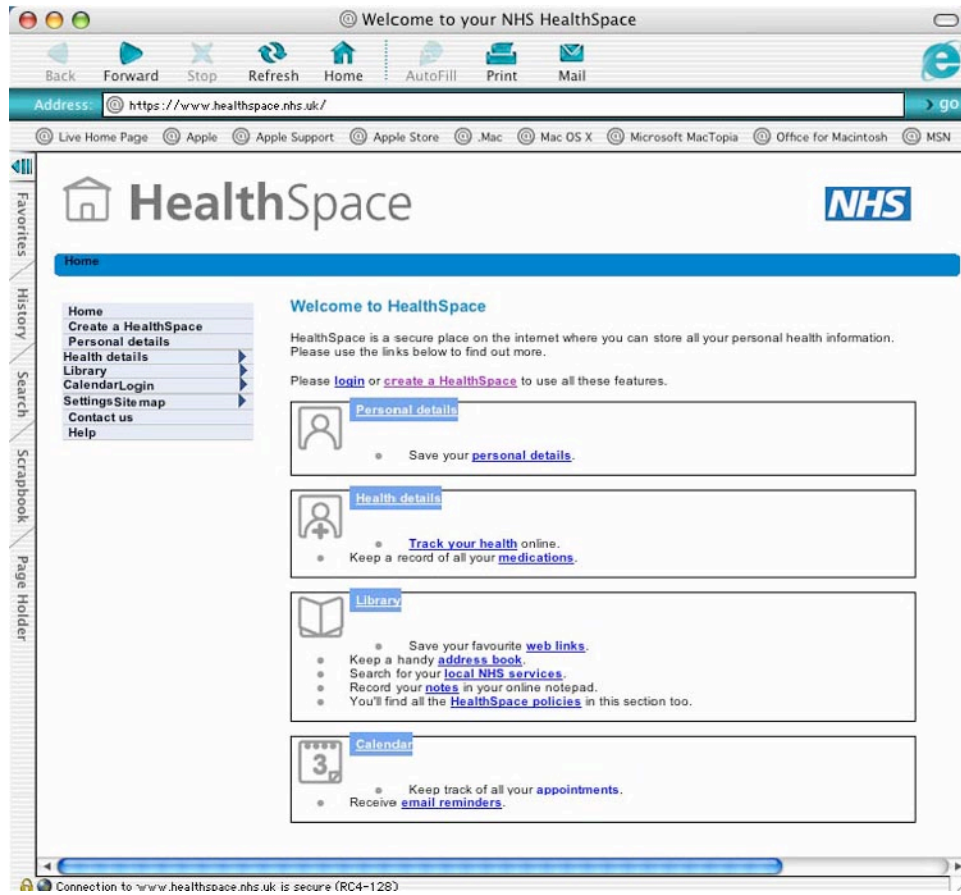 Welcome to your NHS HealthSpace
Back Forward Stop Refresh Home AutoFill Print Mail
Address: https://www.healthspace.nhs.uk/ go
Live Home Page Apple Apple Support Apple Store .Mac Mac OS X Microsoft MacTopia Office for Macintosh MSN
Favorites
History
Search
Scrapbook
Page Holder
HealthSpace
NHS
Home
Home
Create a HealthSpace
Personal details
Health details
Library
CalendarLogin
SettingsSitemap
Contact us
Help
Welcome to HealthSpace
HealthSpace is a secure place on the internet where you can store all your personal health information.
Please use the links below to find out more.
Please login or create a HealthSpace to use all these features.
Personal details
Save your personal details.
Health details
Track your health online.
Keep a record of all your medications.
Library
Save your favourite web links.
Keep a handy address book.
Search for your local NHS services.
Record your notes in your online notepad.
You'll find all the HealthSpace policies in this section too.
3
Calendar
Keep track of all your appointments.
Receive email reminders.
Connection to www.healthspace.nhs.uk is secure (RC4-128)